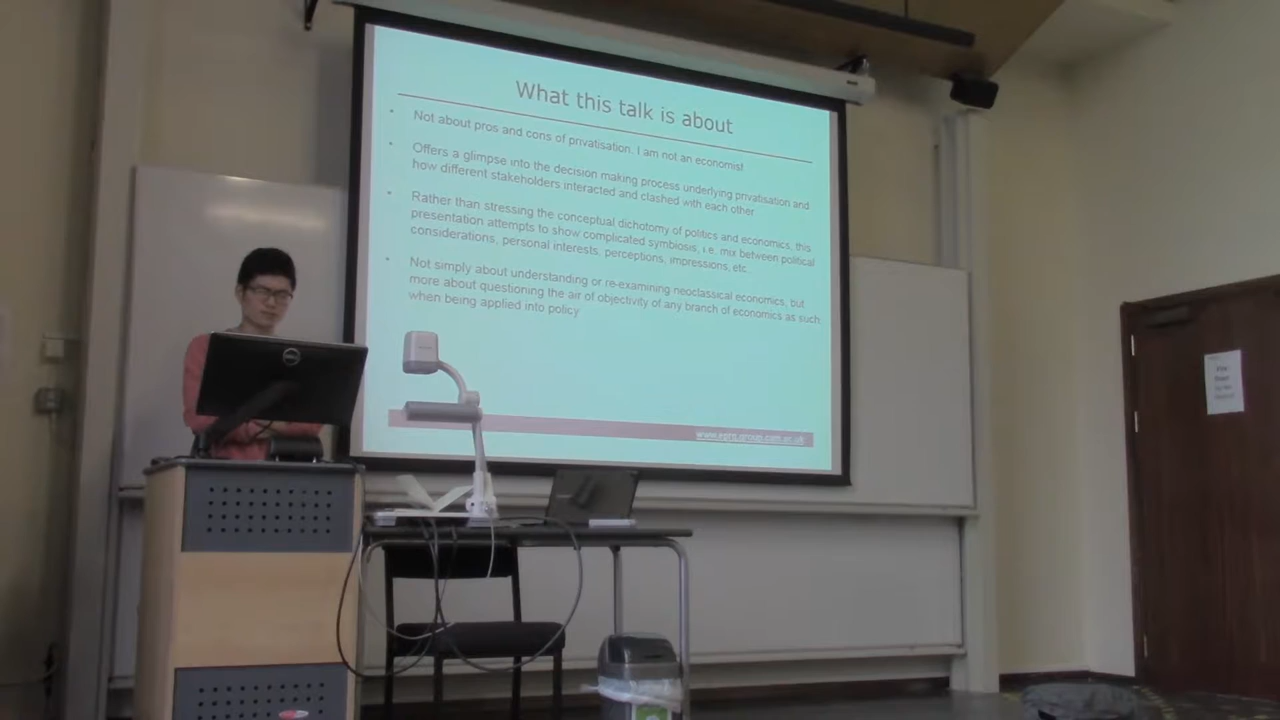 What this talk is about
Not about pros and cons of privatisation. I am not an economist!
Offers a glimpse into the decision making process underlying privatisation and
how different stakeholders interacted and clashed with each other
Rather than stressing the conceptual dichotomy of politics and economics, this
presentation attempts to show complicated symbiosis, i.e. mix between political
considerations, personal interests, perceptions, impressions, etc.
Not simply about understanding or re-examining neoclassical economics, but
more about questioning the air of objectivity of any branch of economics as such
when being applied into policy
DELL